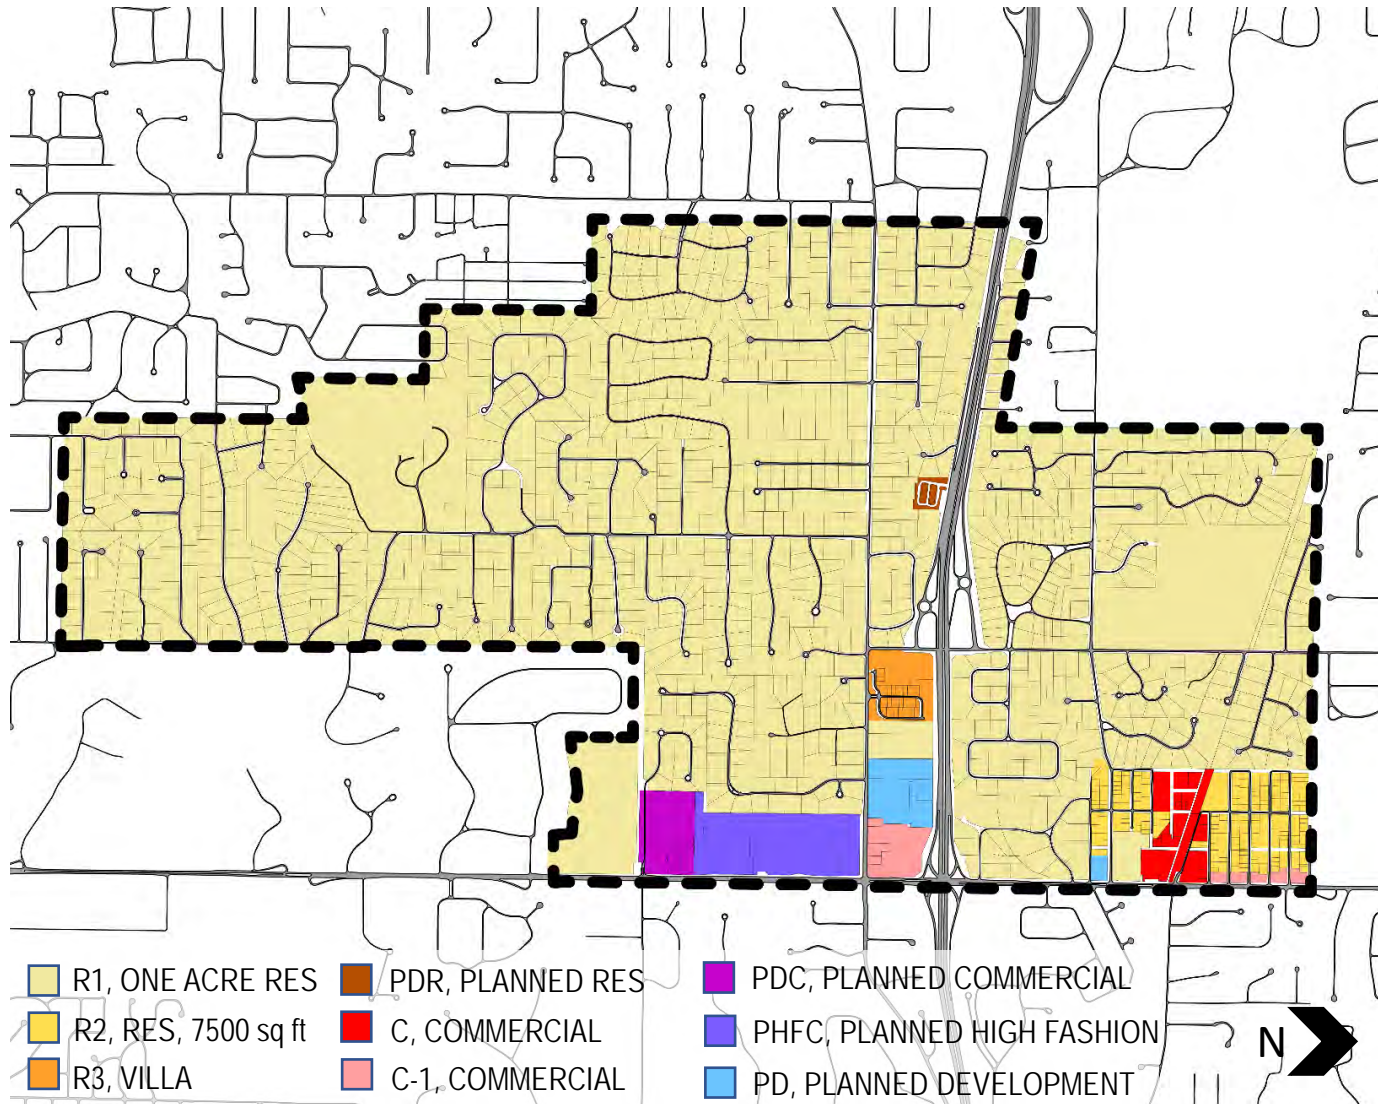 R1, ONE ACRE RES
R2, RES, 7500 sq ft
R3, VILLA
PDR, PLANNED RES
C, COMMERCIAL
C-1, COMMERCIAL
PDC, PLANNED COMMERCIAL
PHFC, PLANNED HIGH FASHION
PD, PLANNED DEVELOPMENT
N